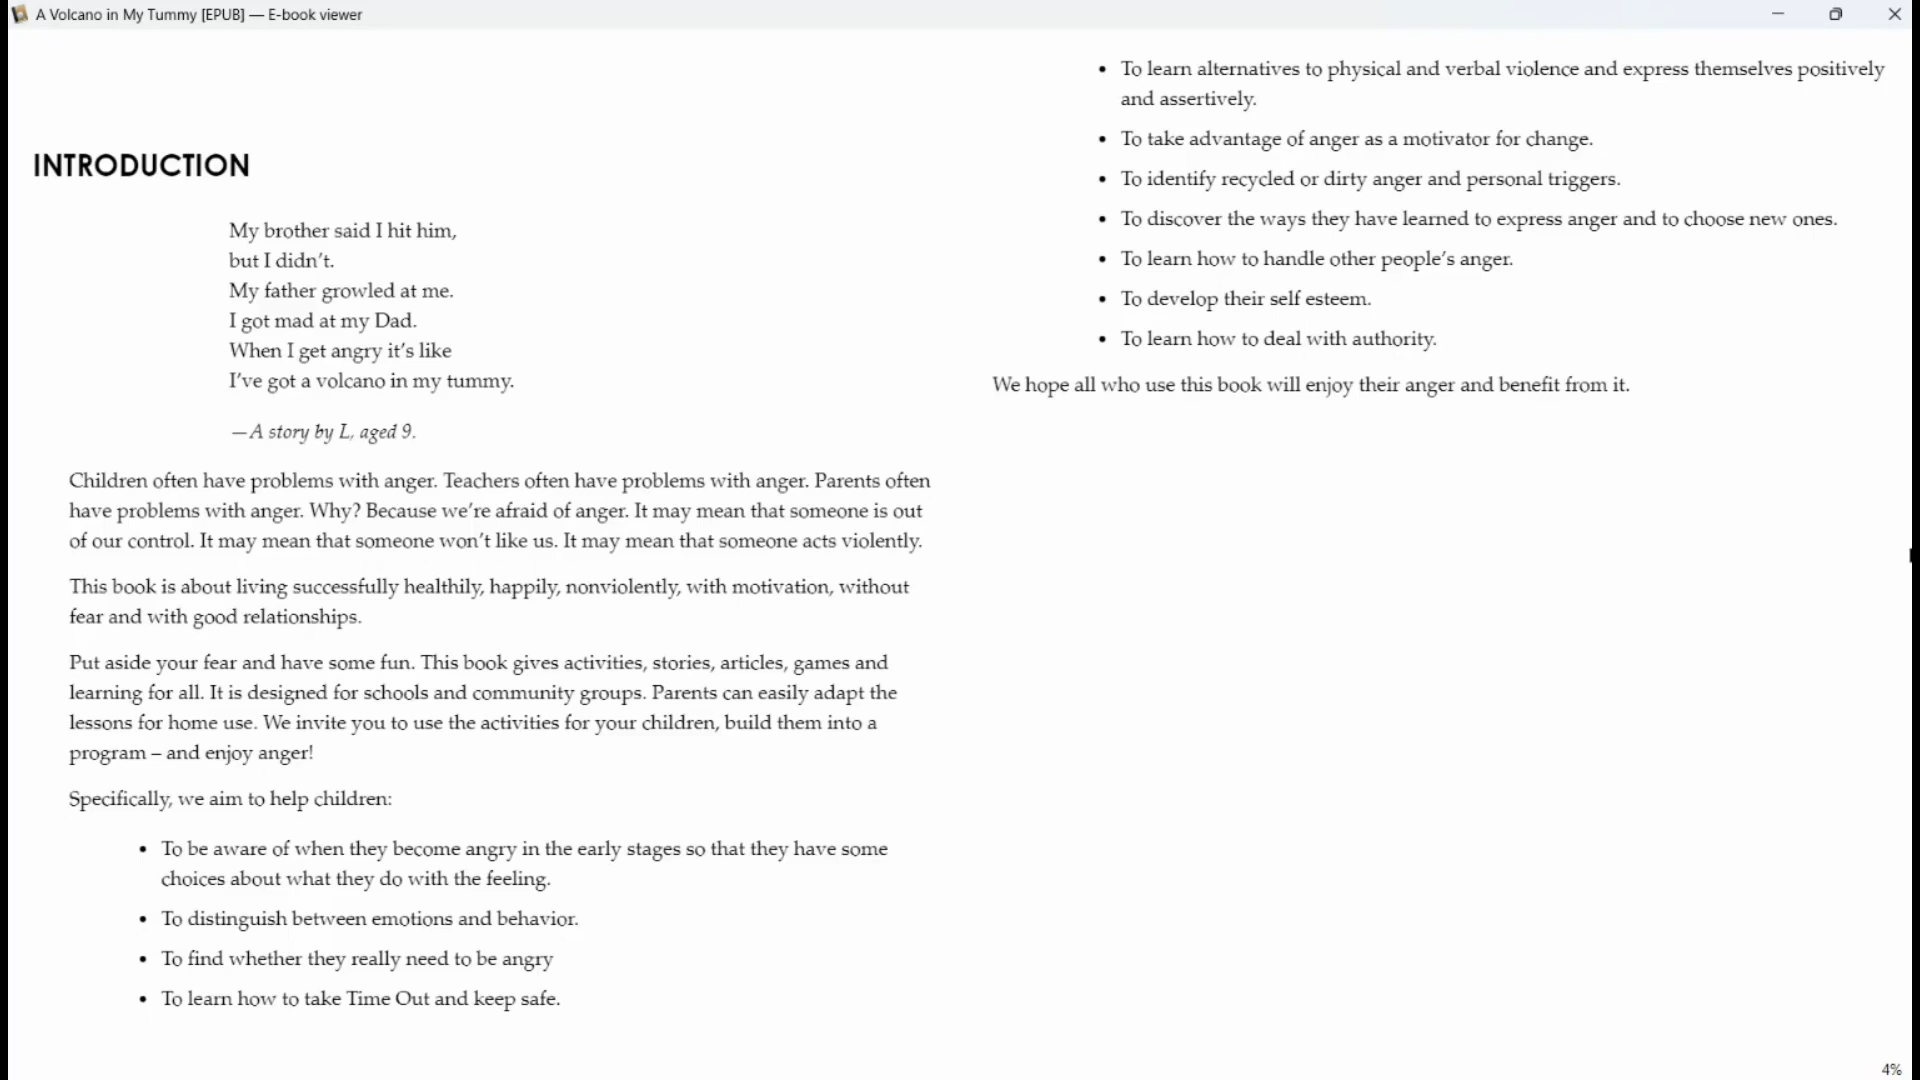 A Volcano in My Tummy [EPUB] — E-book viewer
INTRODUCTION
My brother said I hit him,
but I didn’t.
My father growled at me.
I got mad at my Dad.
When I get angry it’s like
I’ve got a volcano in my tummy.
—A story by L, aged 9.
Children often have problems with anger. Teachers often have problems with anger. Parents often
have problems with anger. Why? Because we’re afraid of anger. It may mean that someone is out
of our control. It may mean that someone won’t like us. It may mean that someone acts violently.
This book is about living successfully healthily, happily, nonviolently, with motivation, without
fear and with good relationships.
Put aside your fear and have some fun. This book gives activities, stories, articles, games and
learning for all. It is designed for schools and community groups. Parents can easily adapt the
lessons for home use. We invite you to use the activities for your children, build them into a
program – and enjoy anger!
Specifically, we aim to help children:
• To be aware of when they become angry in the early stages so that they have some
choices about what they do with the feeling.
• To distinguish between emotions and behavior.
• To find whether they really need to be angry
• To learn how to take Time Out and keep safe.
• To learn alternatives to physical and verbal violence and express themselves positively
and assertively.
• To take advantage of anger as a motivator for change.
• To identify recycled or dirty anger and personal triggers.
• To discover the ways they have learned to express anger and to choose new ones.
• To learn how to handle other people’s anger.
• To develop their self esteem.
• To learn how to deal with authority.
We hope all who use this book will enjoy their anger and benefit from it.
4%